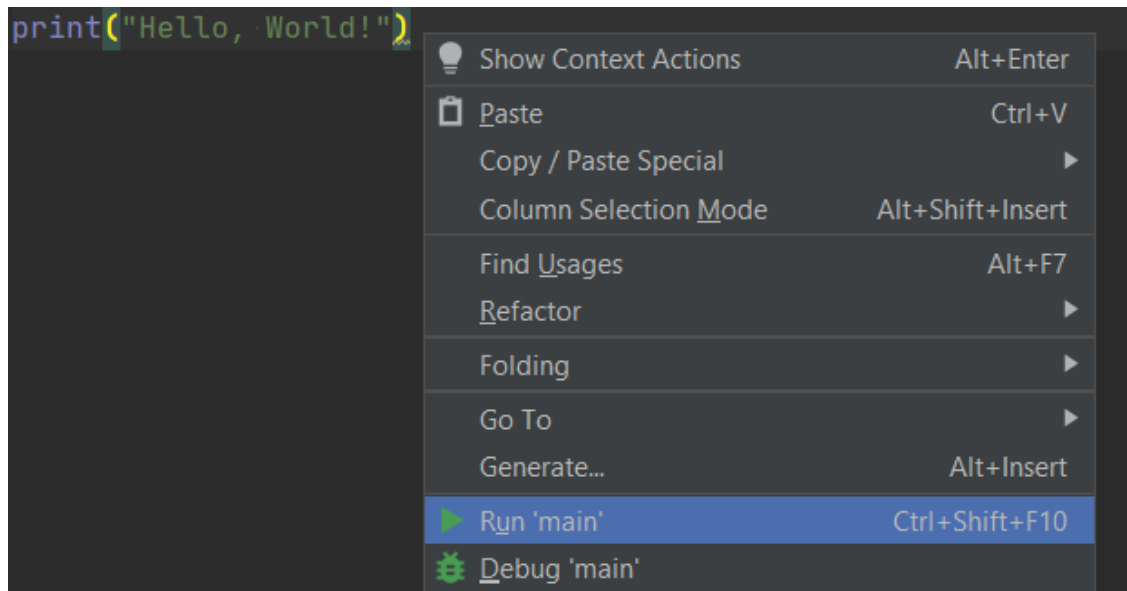 print("Hello, World!")
Show Context Actions Alt+Enter
Paste Ctrl+V
Copy / Paste Special
Column Selection Mode Alt+Shift+Insert
Find Usages Alt+F7
Refactor
Folding
Go To
Generate... Alt+Insert
Run 'main' Ctrl+Shift+F10
Debug 'main'